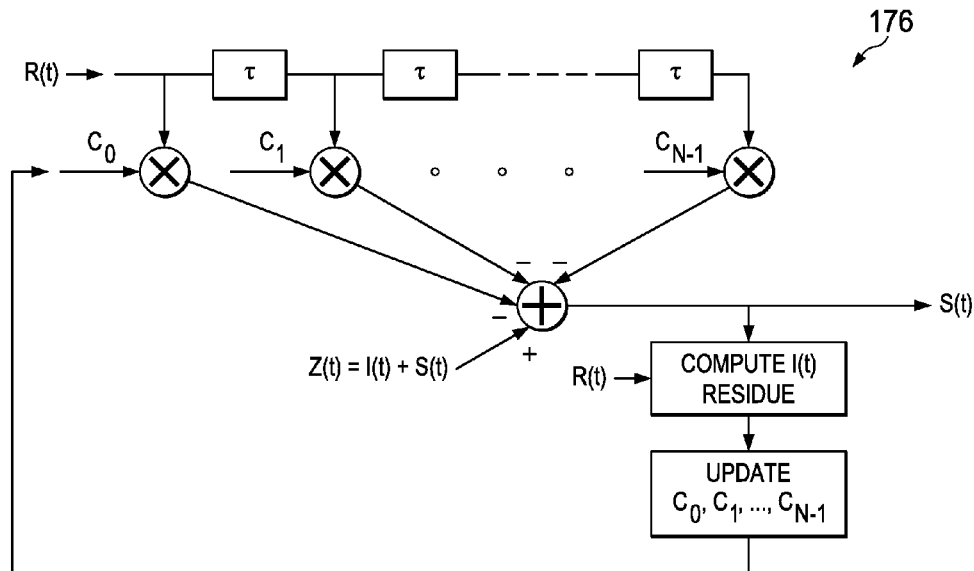 176
R(t)
τ
τ
τ
C0
C1
CN-1
− −
−
+
S(t)
Z(t) = I(t) + S(t)
R(t)
COMPUTE I(t)
RESIDUE
UPDATE
C0, C1, ..., CN-1